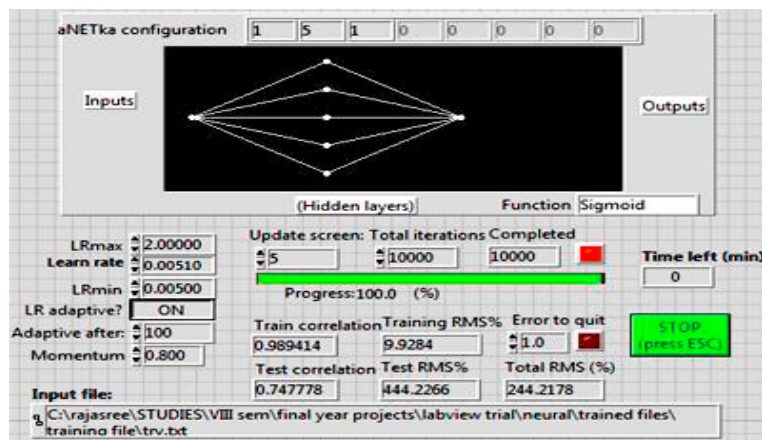 aNETka configuration 1 5 1 0 0 0 0 0
Inputs
Outputs
(Hidden layers)
Function Sigmoid
LRmax 2.00000
Learn rate 0.00510
LRmin 0.00500
LR adaptive? ON
Adaptive after: 100
Momentum 0.800
Update screen: Total iterations Completed
5 10000 10000
Progress: 100.0 (%)
Time left (min)
0
Train correlation Training RMS% Error to quit
0.989414 9.9284 1.0
STOP
(press ESC)
Test correlation Test RMS% Total RMS (%)
0.747778 444.2266 244.2178
Input file:
C:\rajasree\STUDIES\VIII sem\final year projects\labview trial\neural\trained files\
training file\trv.txt